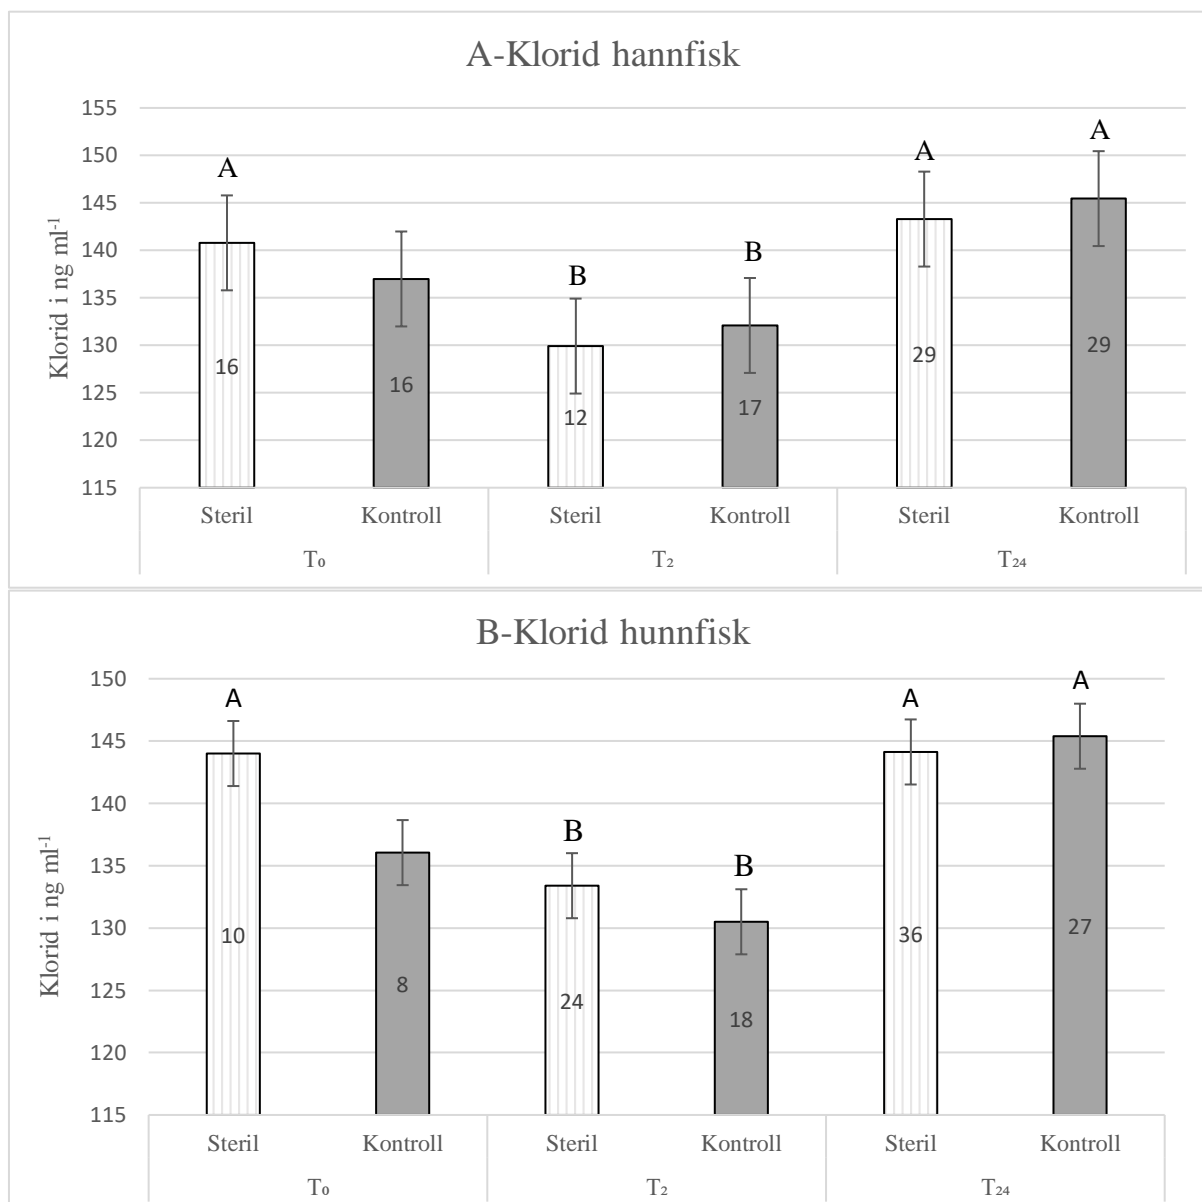 A-Klorid hannfisk
Klorid i ng ml-1
155
150
145
140
135
130
125
120
115
A
A
A
B
B
16
16
12
17
29
29
Steril Kontroll Steril Kontroll Steril Kontroll
T0 T2 T24
B-Klorid hunnfisk
Klorid i ng ml-1
150
145
140
135
130
125
120
115
A
A
A
B
B
10
8
24
18
36
27
Steril Kontroll Steril Kontroll Steril Kontroll
T0 T2 T24